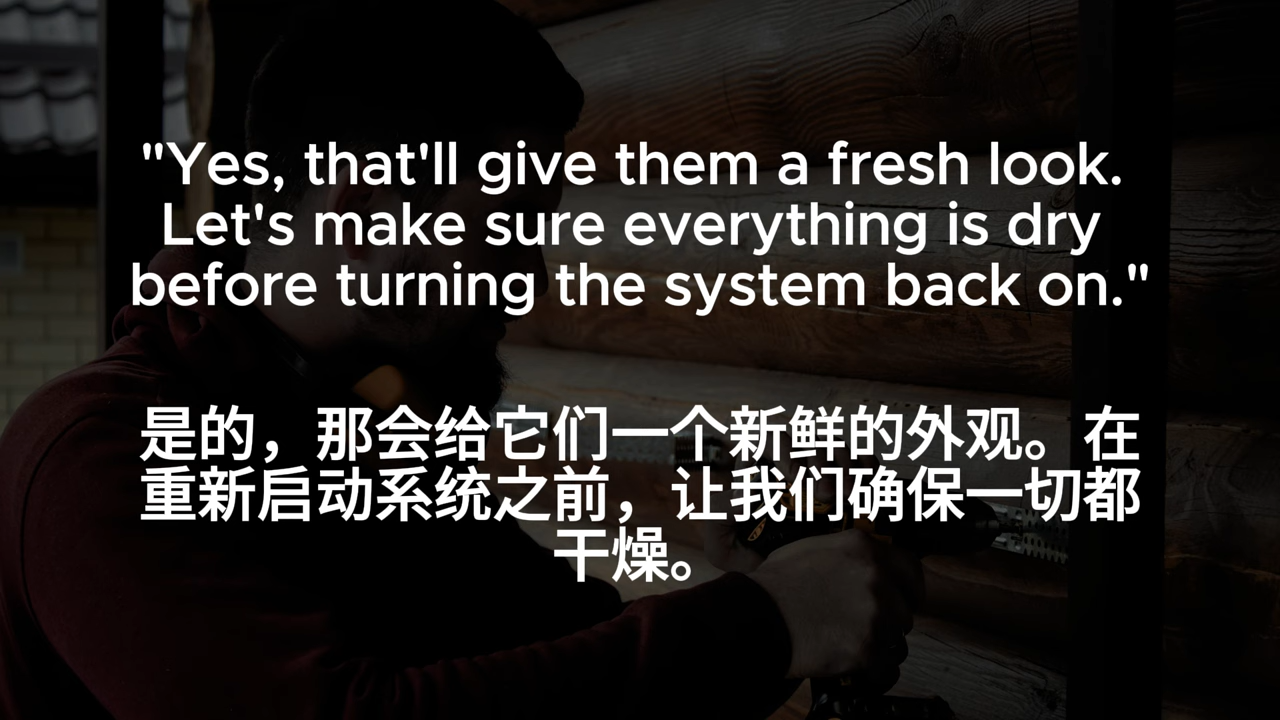 "Yes, that'll give them a fresh look.
Let's make sure everything is dry
before turning the system back on."
是的，那会给它们一个新鲜的外观。在
重新启动系统之前，让我们确保一切都
干燥。